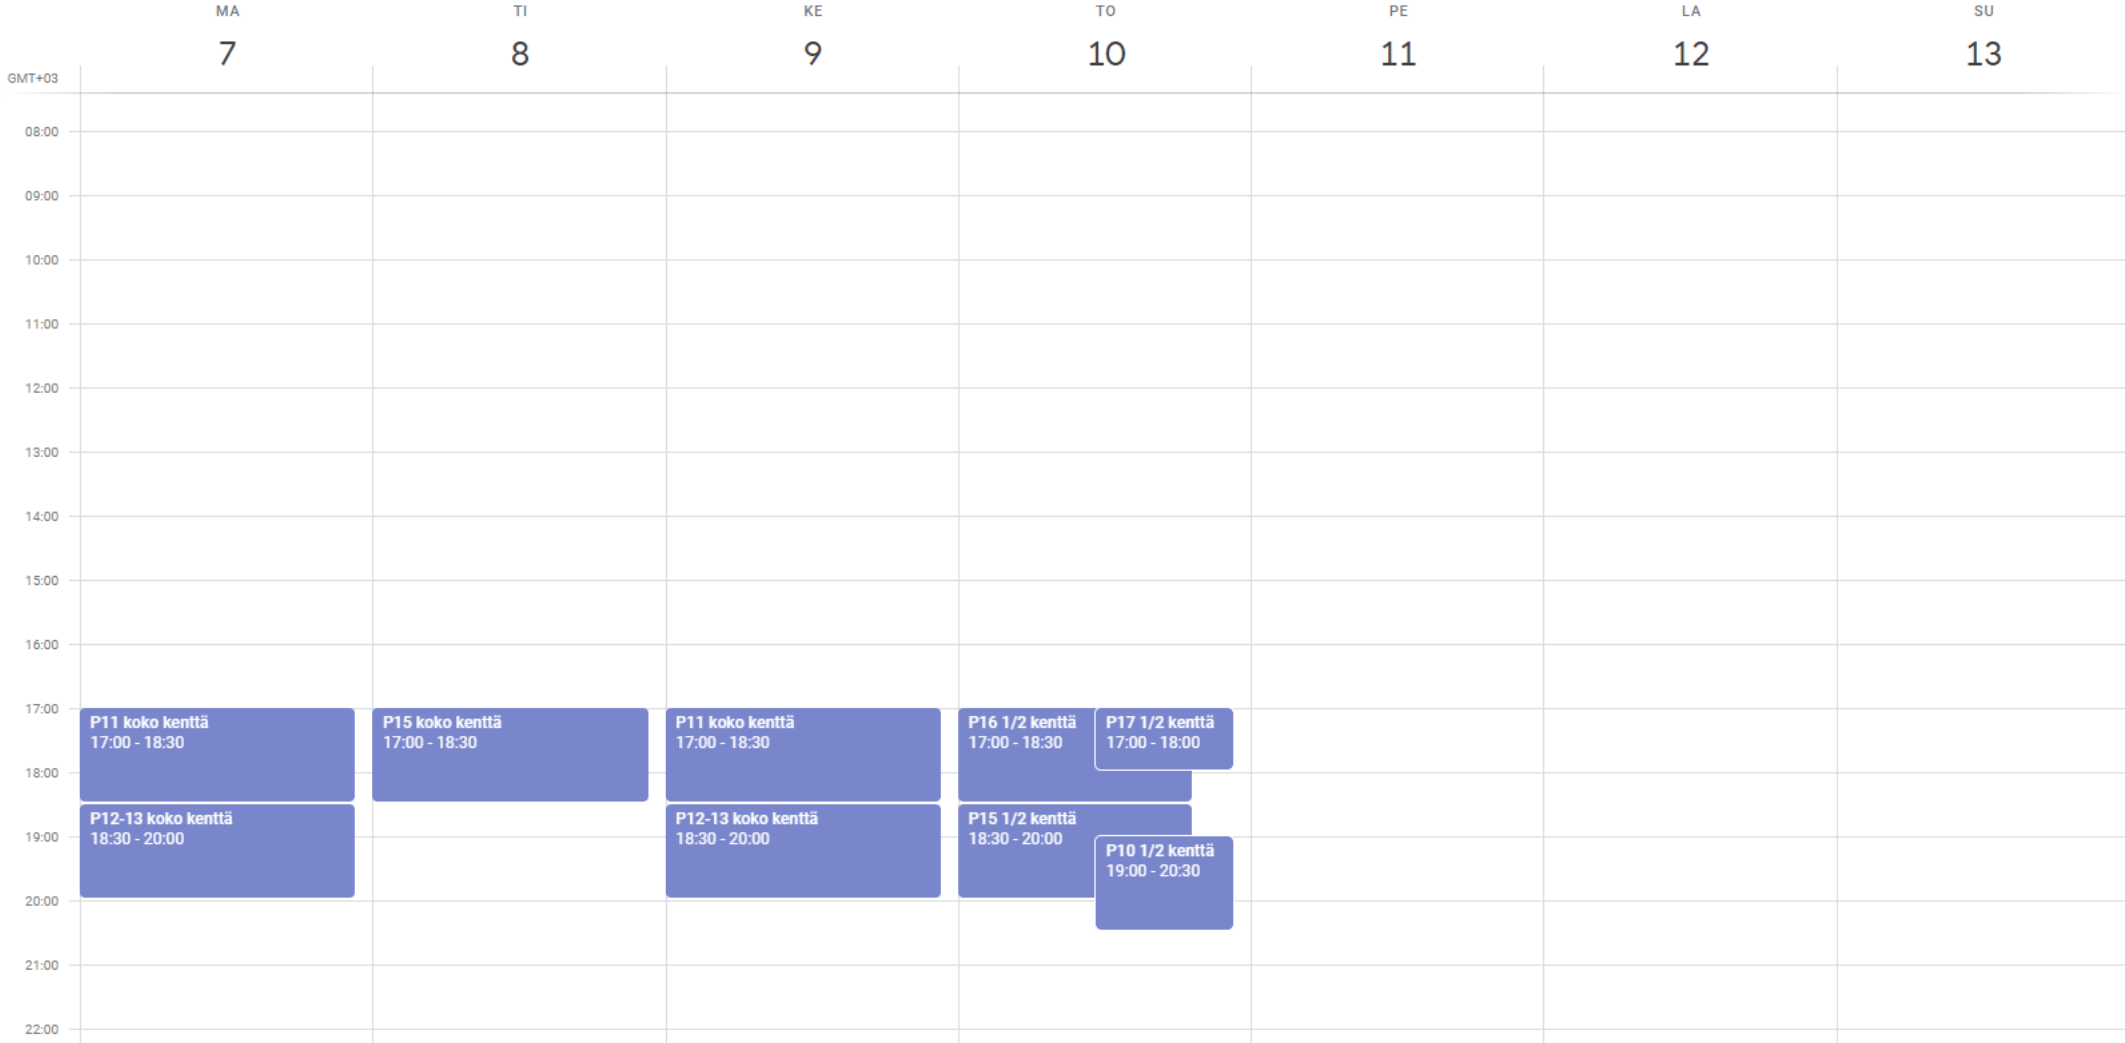 MA
TI
KE
TO
PE
LA
SU
7
8
9
10
11
12
13
GMT+03
08:00
09:00
10:00
11:00
12:00
13:00
14:00
15:00
16:00
17:00
18:00
19:00
20:00
21:00
22:00
P11 koko kenttä
17:00 - 18:30
P12-13 koko kenttä
18:30 - 20:00
P15 koko kenttä
17:00 - 18:30
P11 koko kenttä
17:00 - 18:30
P12-13 koko kenttä
18:30 - 20:00
P16 1/2 kenttä
17:00 - 18:30
P17 1/2 kenttä
17:00 - 18:00
P15 1/2 kenttä
18:30 - 20:00
P10 1/2 kenttä
19:00 - 20:30